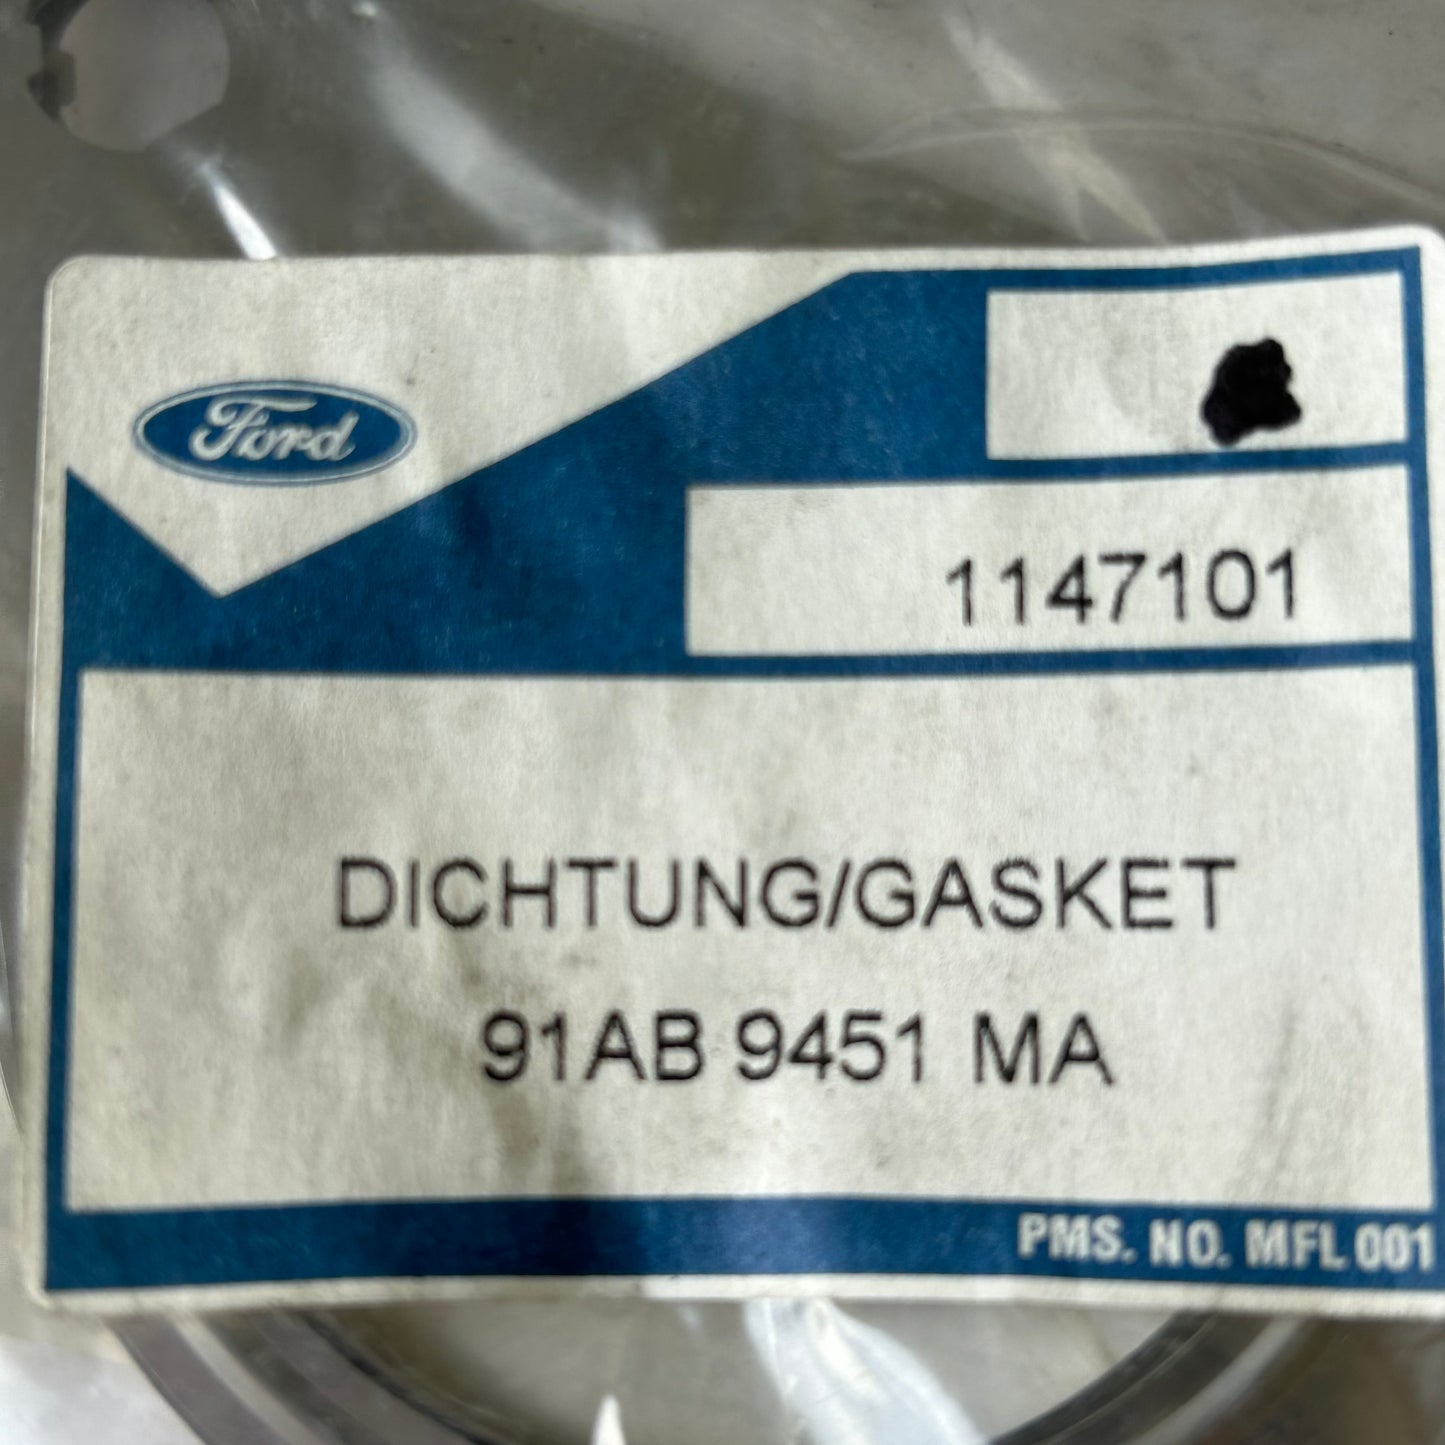 Ford
1147101
DICHTUNG/GASKET
91AB 9451 MA
PMS. NO. MFL 001